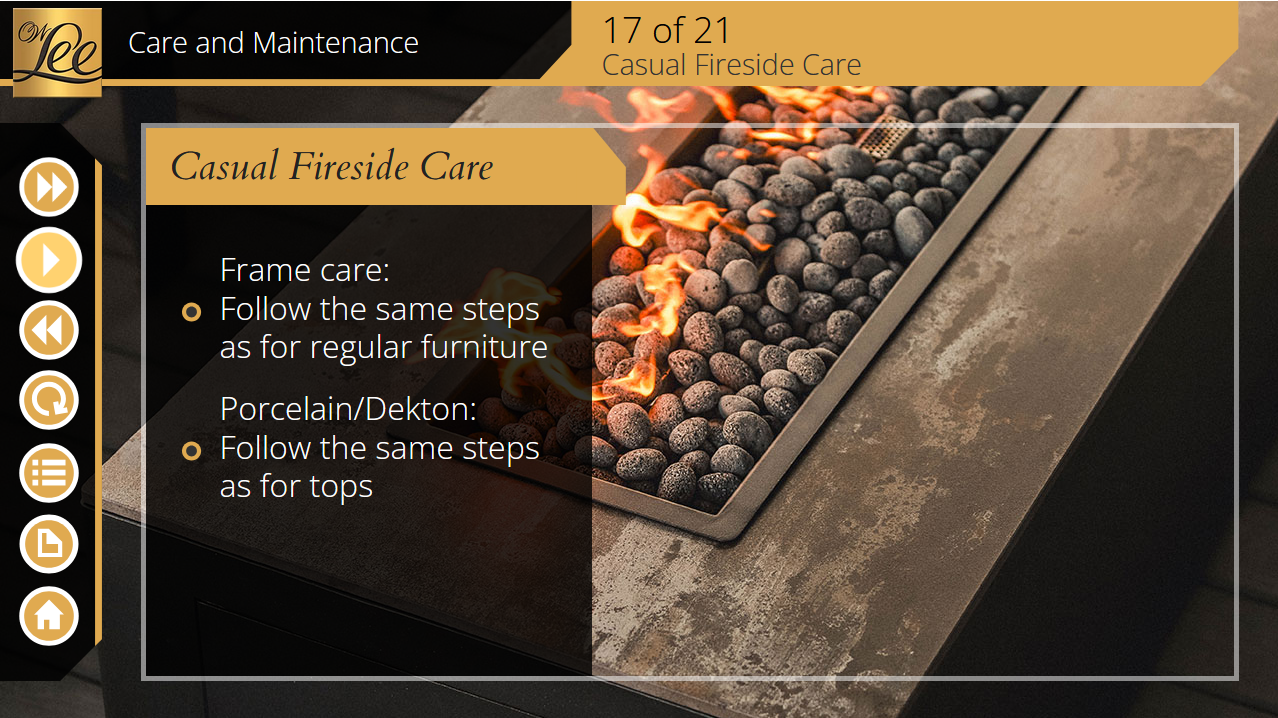 OW
Lee
Care and Maintenance
17 of 21
Casual Fireside Care
Casual Fireside Care
Frame care:
Follow the same steps
as for regular furniture
Porcelain/Dekton:
Follow the same steps
as for tops